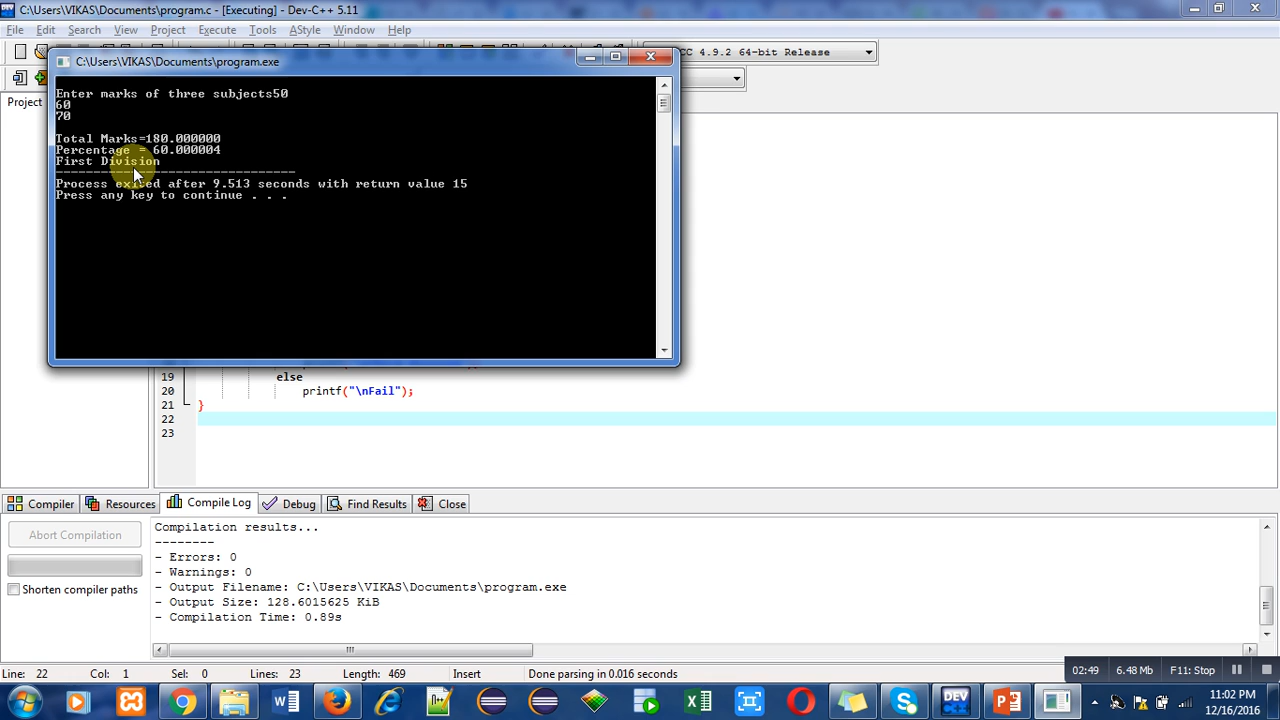 C:\Users\VIKAS\Documents\program.c - [Executing] - Dev-C++ 5.11
File Edit Search View Project Execute Tools AStyle Window Help
C:\Users\VIKAS\Documents\program.exe
CC 4.9.2 64-bit Release
Project
Enter marks of three subjects50
60
70
Total Marks=180.000000
Percentage = 60.000004
First Division
--------------------------------
Process exited after 9.513 seconds with return value 15
Press any key to continue . . .
19 else
20 printf("\nFail");
21 }
22
23
Compiler Resources Compile Log Debug Find Results Close
Abort Compilation
Shorten compiler paths
Compilation results...
--------
- Errors: 0
- Warnings: 0
- Output Filename: C:\Users\VIKAS\Documents\program.exe
- Output Size: 128.6015625 KiB
- Compilation Time: 0.89s
Line: 22 Col: 1 Sel: 0 Lines: 23 Length: 469 Insert Done parsing in 0.016 seconds
02:49 6.48 Mb F11: Stop
DEV
11:02 PM
12/16/2016